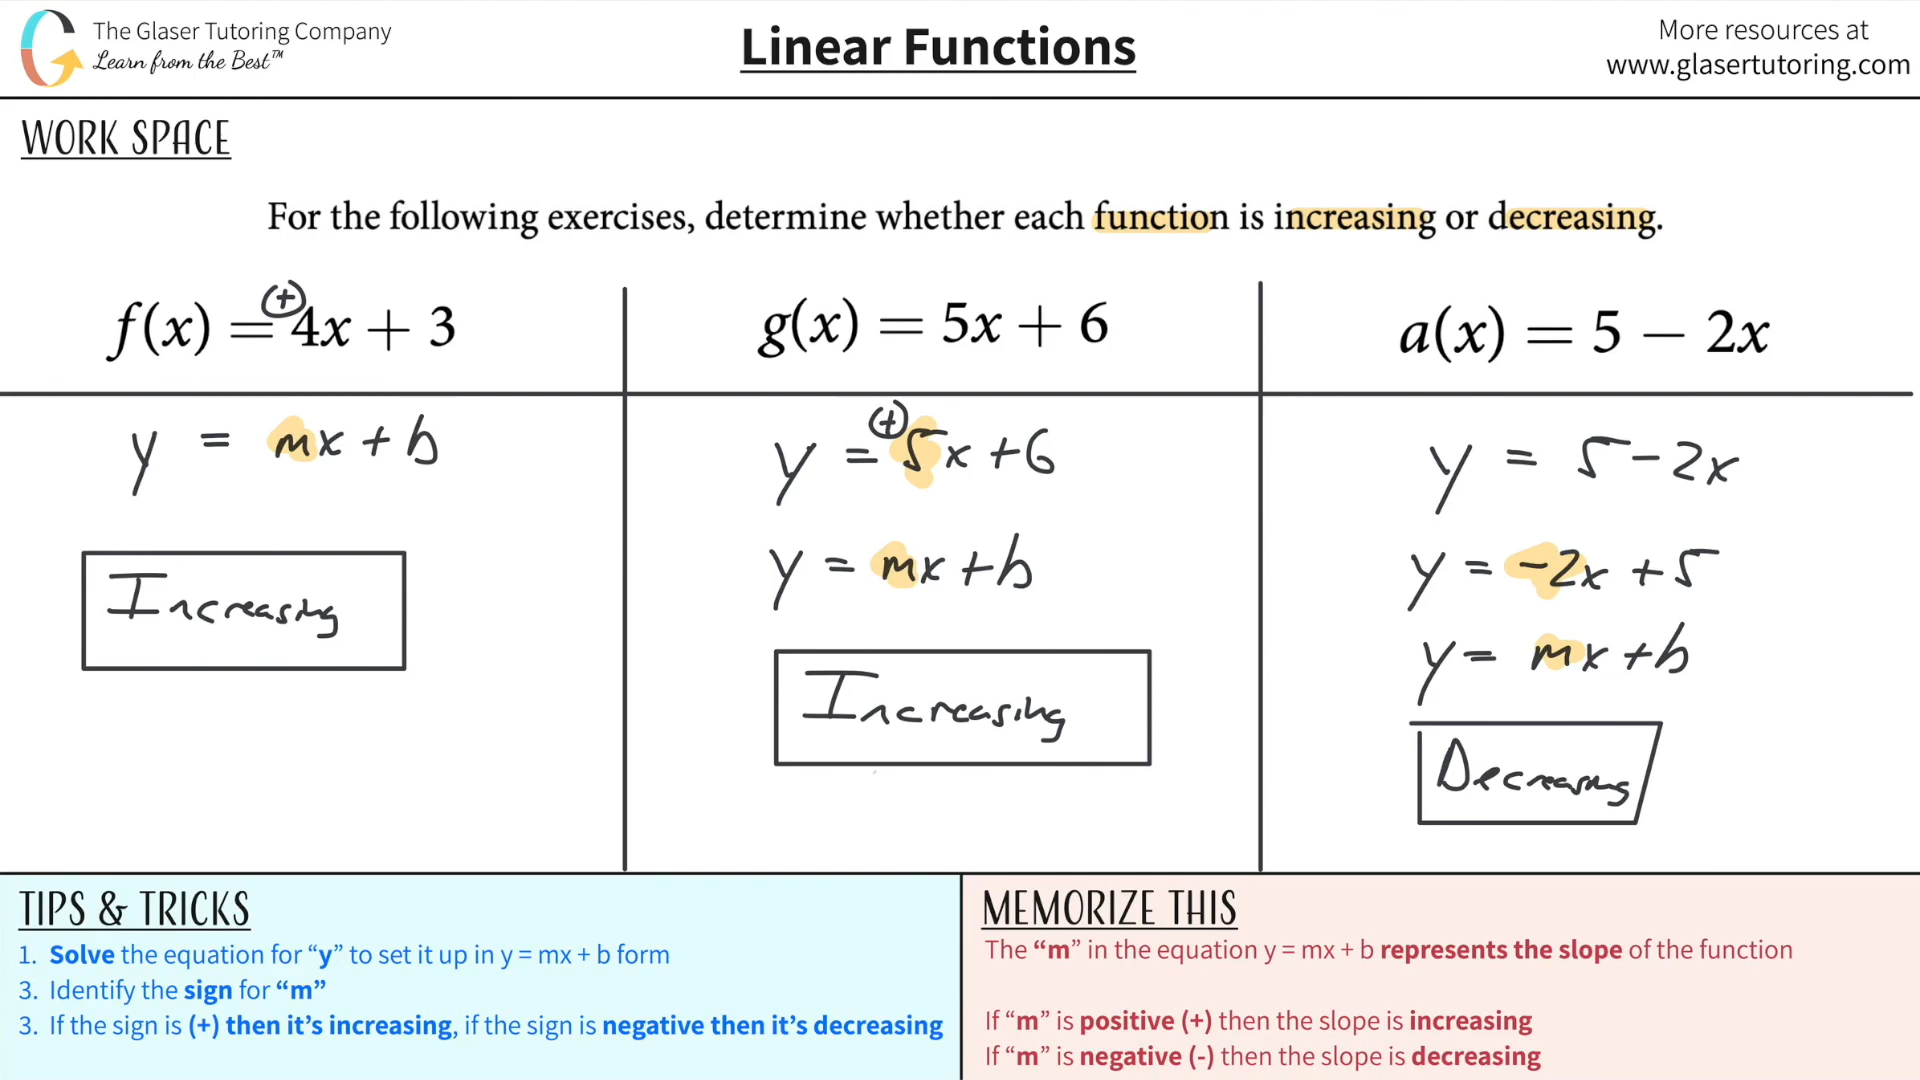 The Glaser Tutoring Company
Learn from the Best™
Linear Functions
More resources at
www.glasertutoring.com
WORK SPACE
For the following exercises, determine whether each function is increasing or decreasing.
f(x) = (+)4x + 3
y = mx + b
Increasing
g(x) = 5x + 6
y = (+)5x + 6
y = mx + b
Increasing
a(x) = 5 − 2x
y = 5 - 2x
y = -2x + 5
y = mx + b
Decreasing
TIPS & TRICKS
1. Solve the equation for “y” to set it up in y = mx + b form
3. Identify the sign for “m”
3. If the sign is (+) then it’s increasing, if the sign is negative then it’s decreasing
MEMORIZE THIS
The “m” in the equation y = mx + b represents the slope of the function
If “m” is positive (+) then the slope is increasing
If “m” is negative (-) then the slope is decreasing